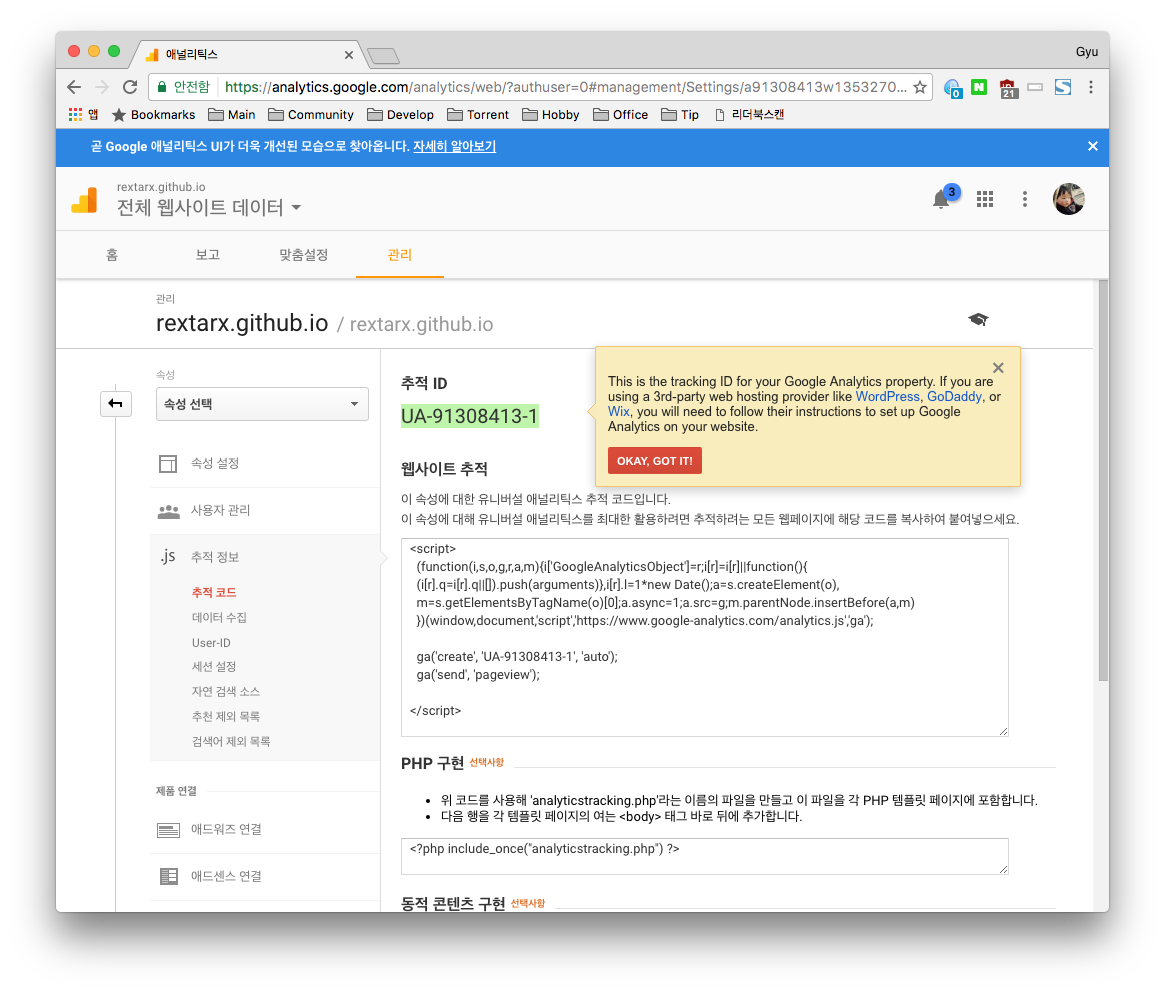 애널리틱스
Gyu
안전함 https://analytics.google.com/analytics/web/?authuser=0#management/Settings/a91308413w1353270...
0
N
21
S
앱 Bookmarks Main Community Develop Torrent Hobby Office Tip 리더북스캔
곧 Google 애널리틱스 UI가 더욱 개선된 모습으로 찾아옵니다. 자세히 알아보기
rextarx.github.io
전체 웹사이트 데이터
3
홈 보고 맞춤설정 관리
관리
rextarx.github.io / rextarx.github.io
속성
속성 선택
속성 설정
사용자 관리
.js 추적 정보
추적 코드
데이터 수집
User-ID
세션 설정
자연 검색 소스
추천 제외 목록
검색어 제외 목록
제품 연결
애드워즈 연결
애드센스 연결
추적 ID
UA-91308413-1
This is the tracking ID for your Google Analytics property. If you are
using a 3rd-party web hosting provider like WordPress, GoDaddy, or
Wix, you will need to follow their instructions to set up Google
Analytics on your website.
OKAY, GOT IT!
웹사이트 추적
이 속성에 대한 유니버설 애널리틱스 추적 코드입니다.
이 속성에 대해 유니버설 애널리틱스를 최대한 활용하려면 추적하려는 모든 웹페이지에 해당 코드를 복사하여 붙여넣으세요.
<script>
(function(i,s,o,g,r,a,m){i['GoogleAnalyticsObject']=r;i[r]=i[r]||function(){
(i[r].q=i[r].q||[]).push(arguments)},i[r].l=1*new Date();a=s.createElement(o),
m=s.getElementsByTagName(o)[0];a.async=1;a.src=g;m.parentNode.insertBefore(a,m)
})(window,document,'script','https://www.google-analytics.com/analytics.js','ga');
ga('create', 'UA-91308413-1', 'auto');
ga('send', 'pageview');
</script>
PHP 구현 선택사항
• 위 코드를 사용해 'analyticstracking.php'라는 이름의 파일을 만들고 이 파일을 각 PHP 템플릿 페이지에 포함합니다.
• 다음 행을 각 템플릿 페이지의 여는 <body> 태그 바로 뒤에 추가합니다.
<?php include_once("analyticstracking.php") ?>
동적 콘텐츠 구현 선택사항